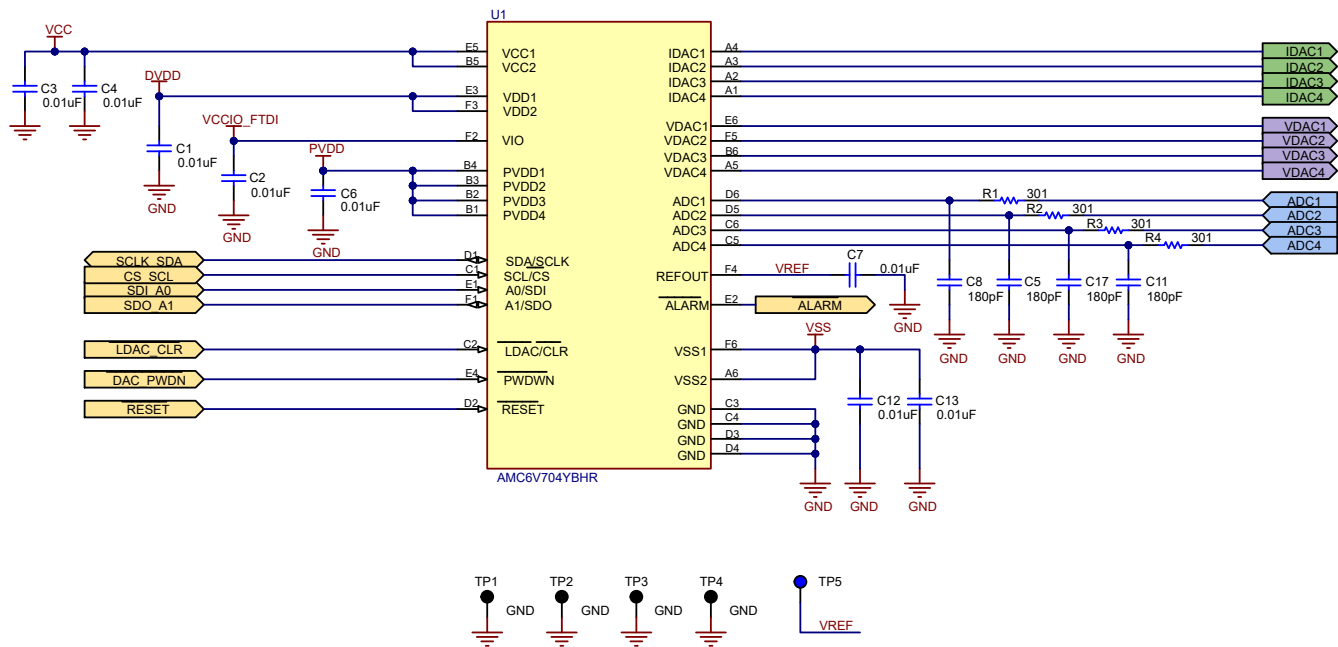 U1
VCC
E5
VCC1
IDAC1
A4
IDAC1
B5
VCC2
IDAC2
A3
IDAC2
DVDD
C3
0.01uF
C4
0.01uF
IDAC3
A2
IDAC3
E3
VDD1
IDAC4
A1
IDAC4
F3
VDD2
VCCIO_FTDI
VDAC1
E6
VDAC1
F2
VIO
VDAC2
F5
VDAC2
C1
0.01uF
PVDD
VDAC3
B6
VDAC3
B4
PVDD1
VDAC4
A5
VDAC4
C2
0.01uF
B3
PVDD2
C6
0.01uF
B2
PVDD3
ADC1
D6
R1
301
ADC1
GND
B1
PVDD4
ADC2
D5
R2
301
ADC2
GND
ADC3
C6
R3
301
ADC3
GND
ADC4
C5
R4
301
ADC4
SCLK_SDA
D1
SDA/SCLK
CS_SCL
C1
SCL/CS
REFOUT
F4
VREF
C7
0.01uF
SDI_A0
E1
A0/SDI
C8
180pF
C5
180pF
C17
180pF
C11
180pF
SDO_A1
F1
A1/SDO
ALARM
E2
ALARM
GND
VSS
GND
GND
GND
GND
LDAC_CLR
C2
LDAC/CLR
VSS1
F6
DAC_PWDN
E4
PWDWN
VSS2
A6
RESET
D2
RESET
GND
C3
C12
0.01uF
C13
0.01uF
GND
C4
GND
D3
GND
D4
AMC6V704YBHR
GND
GND
GND
TP1
TP2
TP3
TP4
TP5
GND
GND
GND
GND
VREF